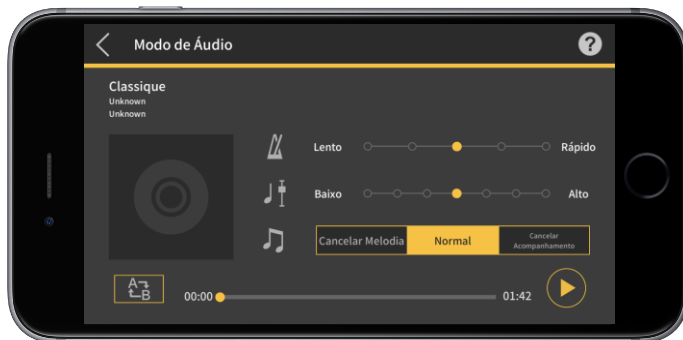 Modo de Áudio
?
Classique
Unknown
Unknown
Lento
Rápido
Baixo
Alto
Cancelar Melodia
Normal
Cancelar
Acompanhamento
A
B
00:00
01:42